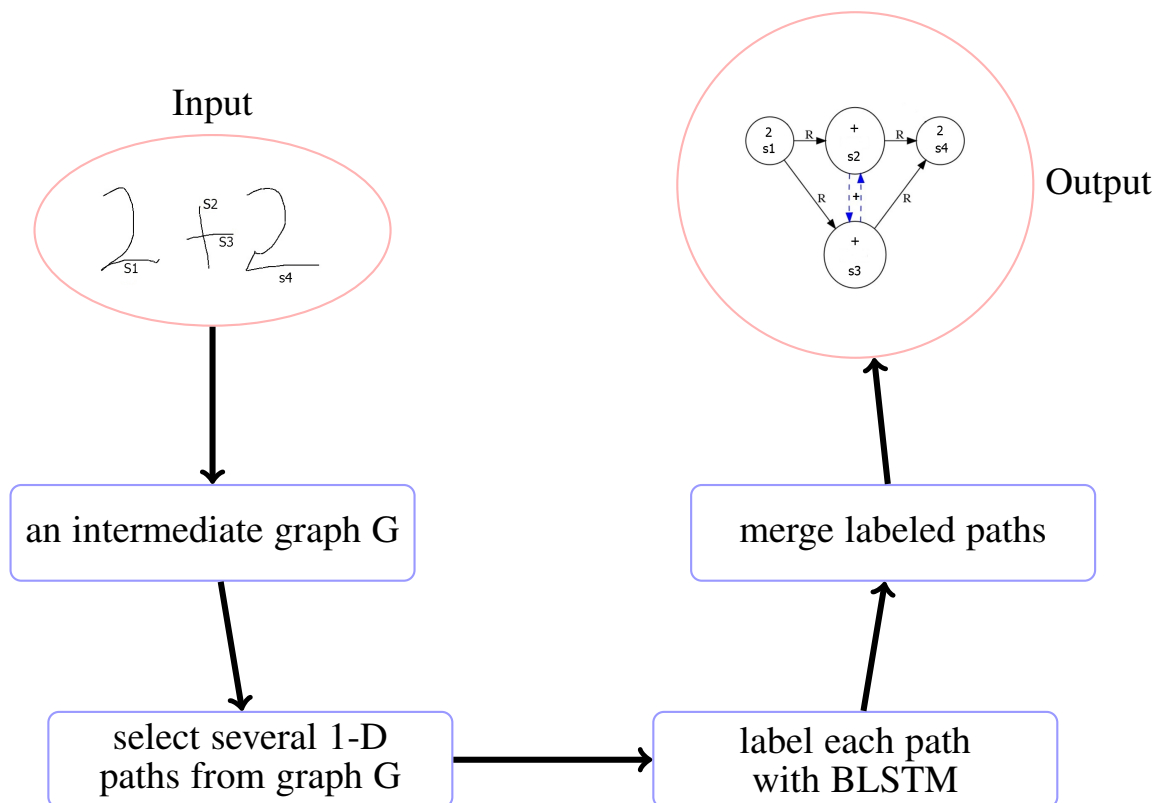 Input
2 + 2
S1
S2
S3
s4
an intermediate graph G
select several 1-D
paths from graph G
label each path
with BLSTM
merge labeled paths
Output
2
s1
R
+
s2
R
2
s4
R
+
R
+
s3